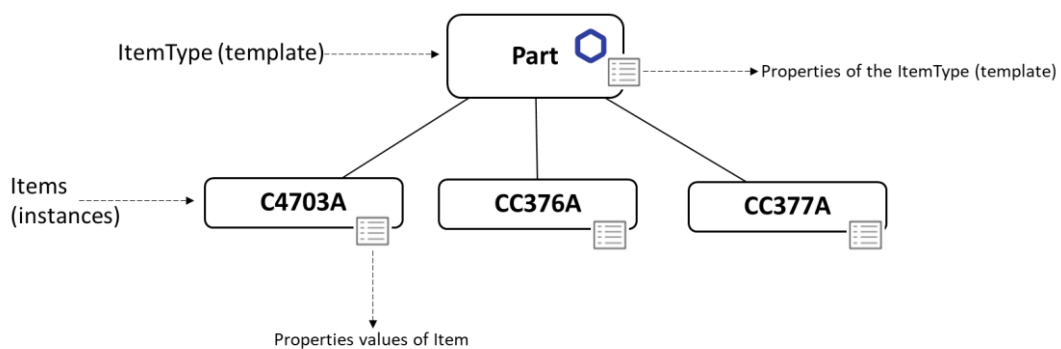 ItemType (template)
Part
Properties of the ItemType (template)
Items
(instances)
C4703A
CC376A
CC377A
Properties values of Item